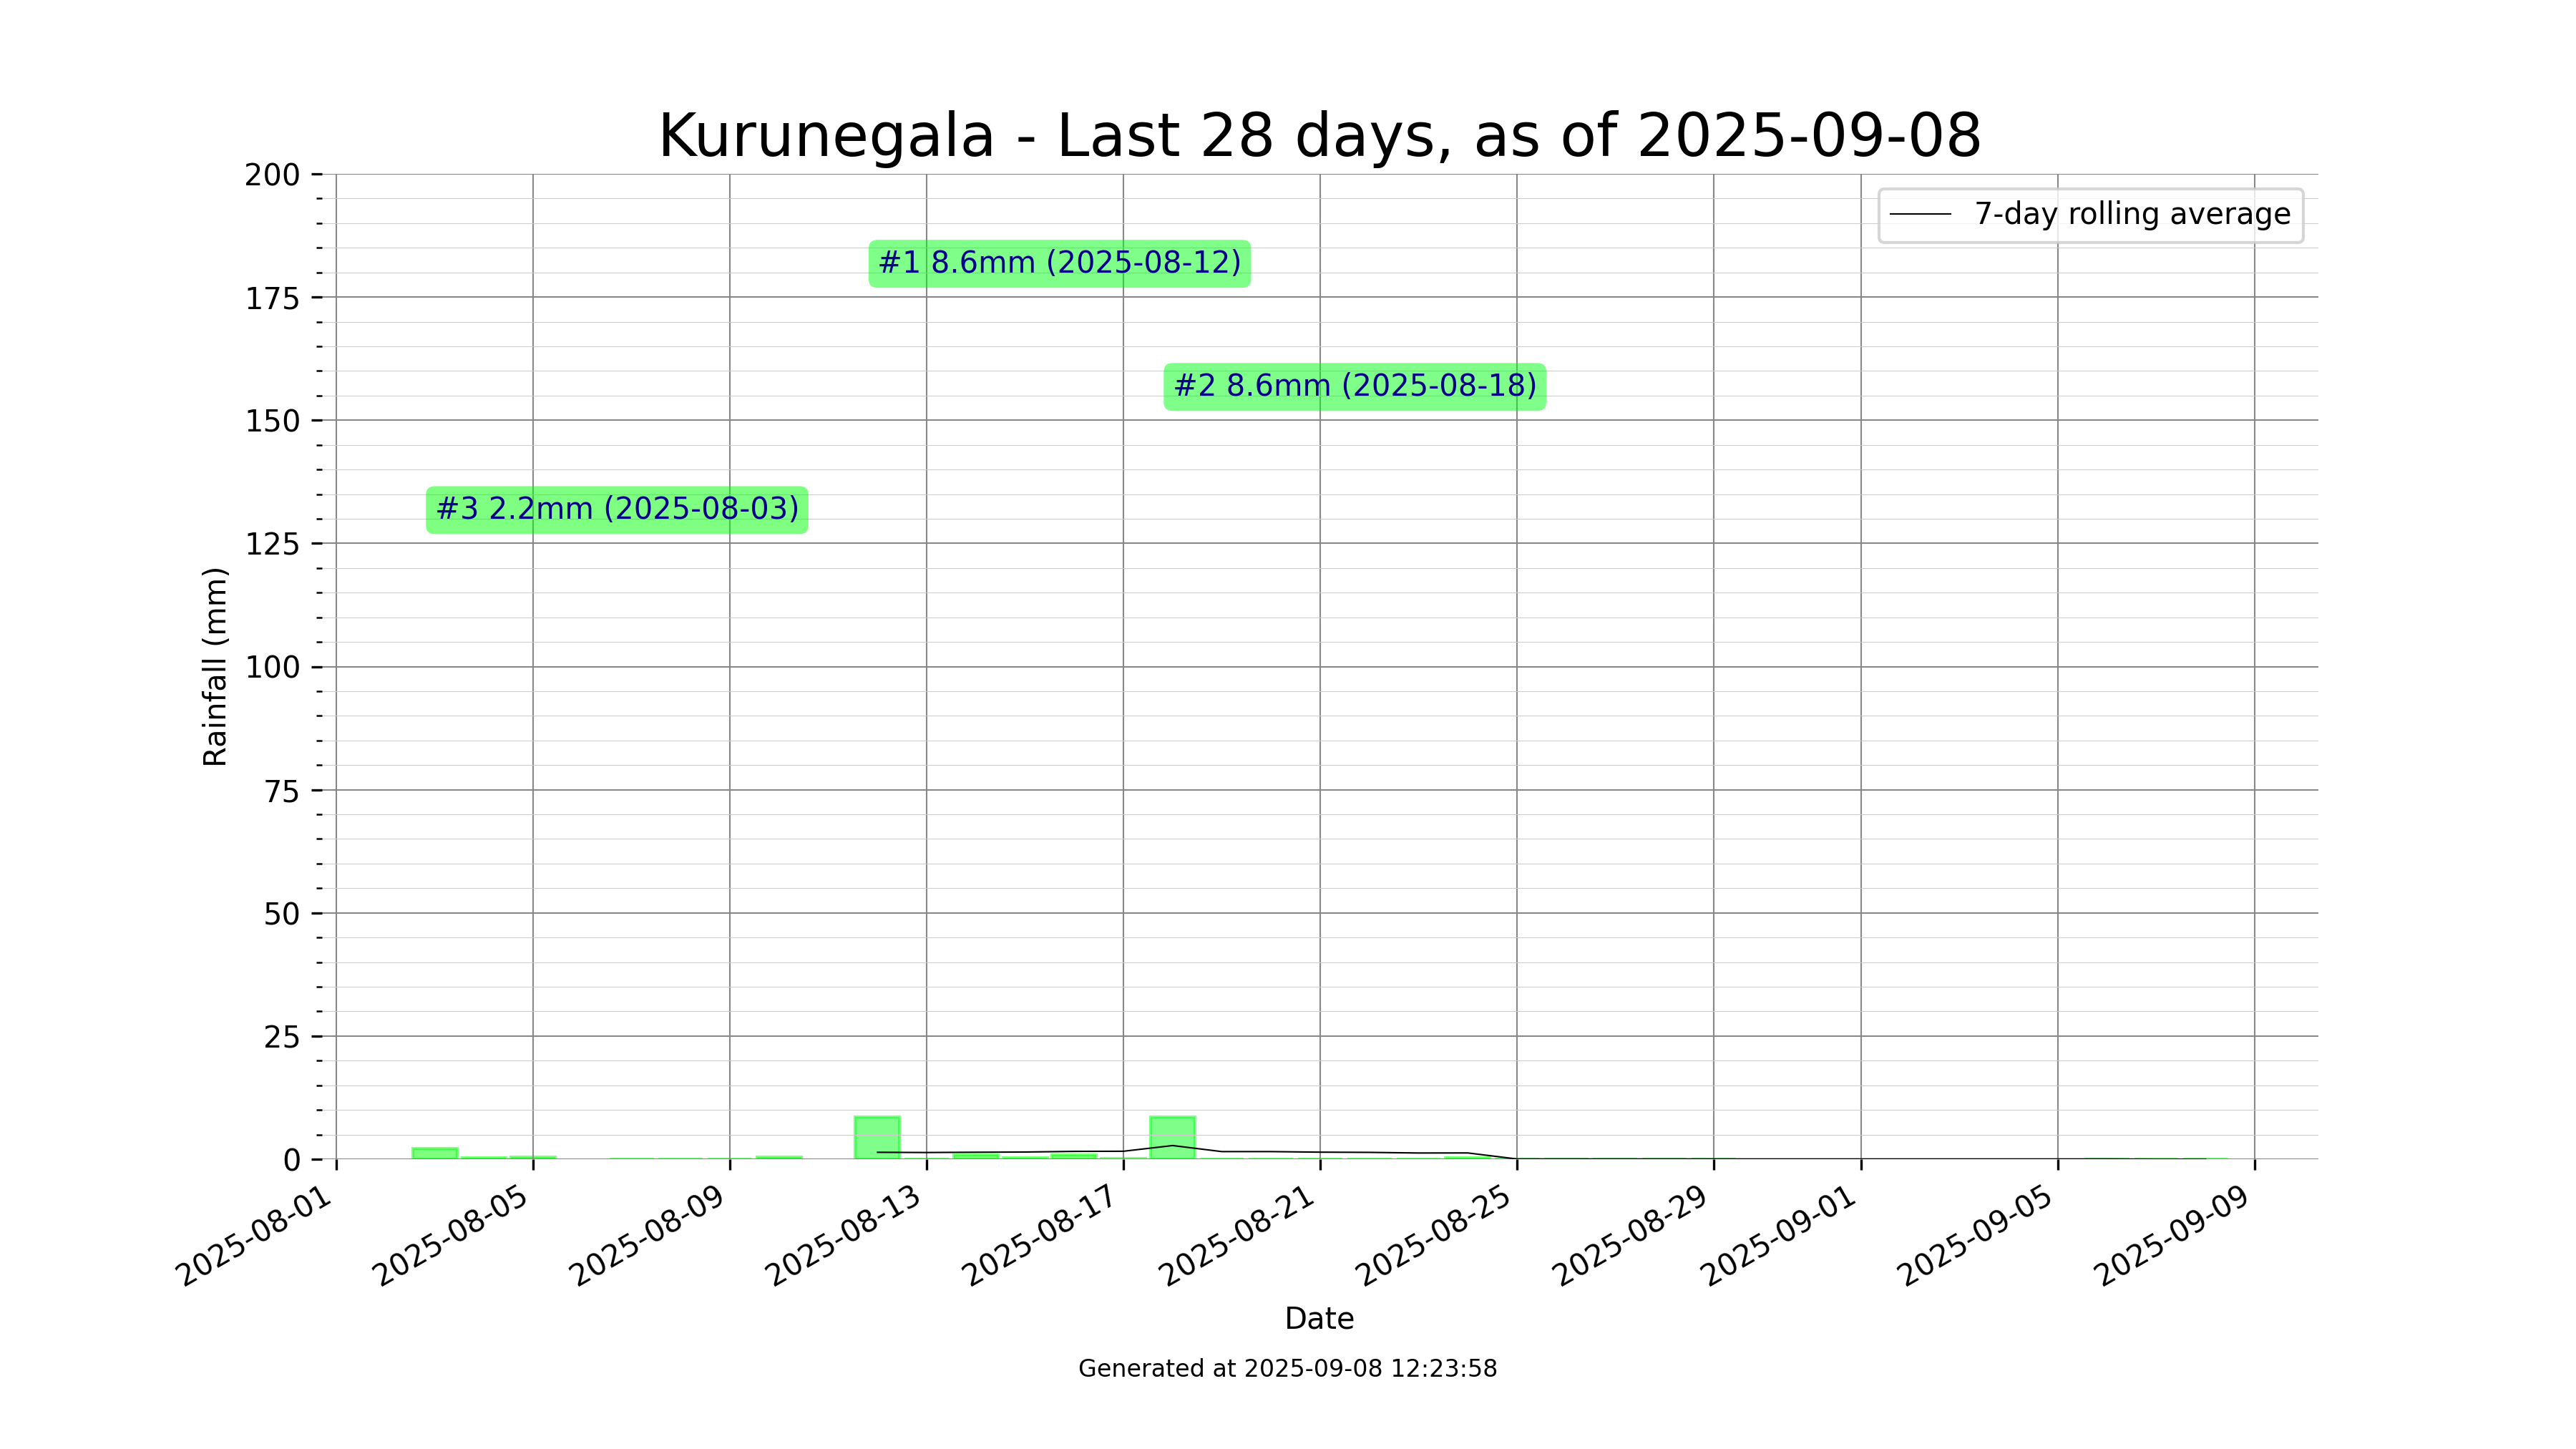 Kurunegala - Last 28 days, as of 2025-09-08
7-day rolling average
#1 8.6mm (2025-08-12)
#2 8.6mm (2025-08-18)
#3 2.2mm (2025-08-03)
Rainfall (mm)
200
175
150
125
100
75
50
25
0
2025-08-01
2025-08-05
2025-08-09
2025-08-13
2025-08-17
2025-08-21
2025-08-25
2025-08-29
2025-09-01
2025-09-05
2025-09-09
Date
Generated at 2025-09-08 12:23:58